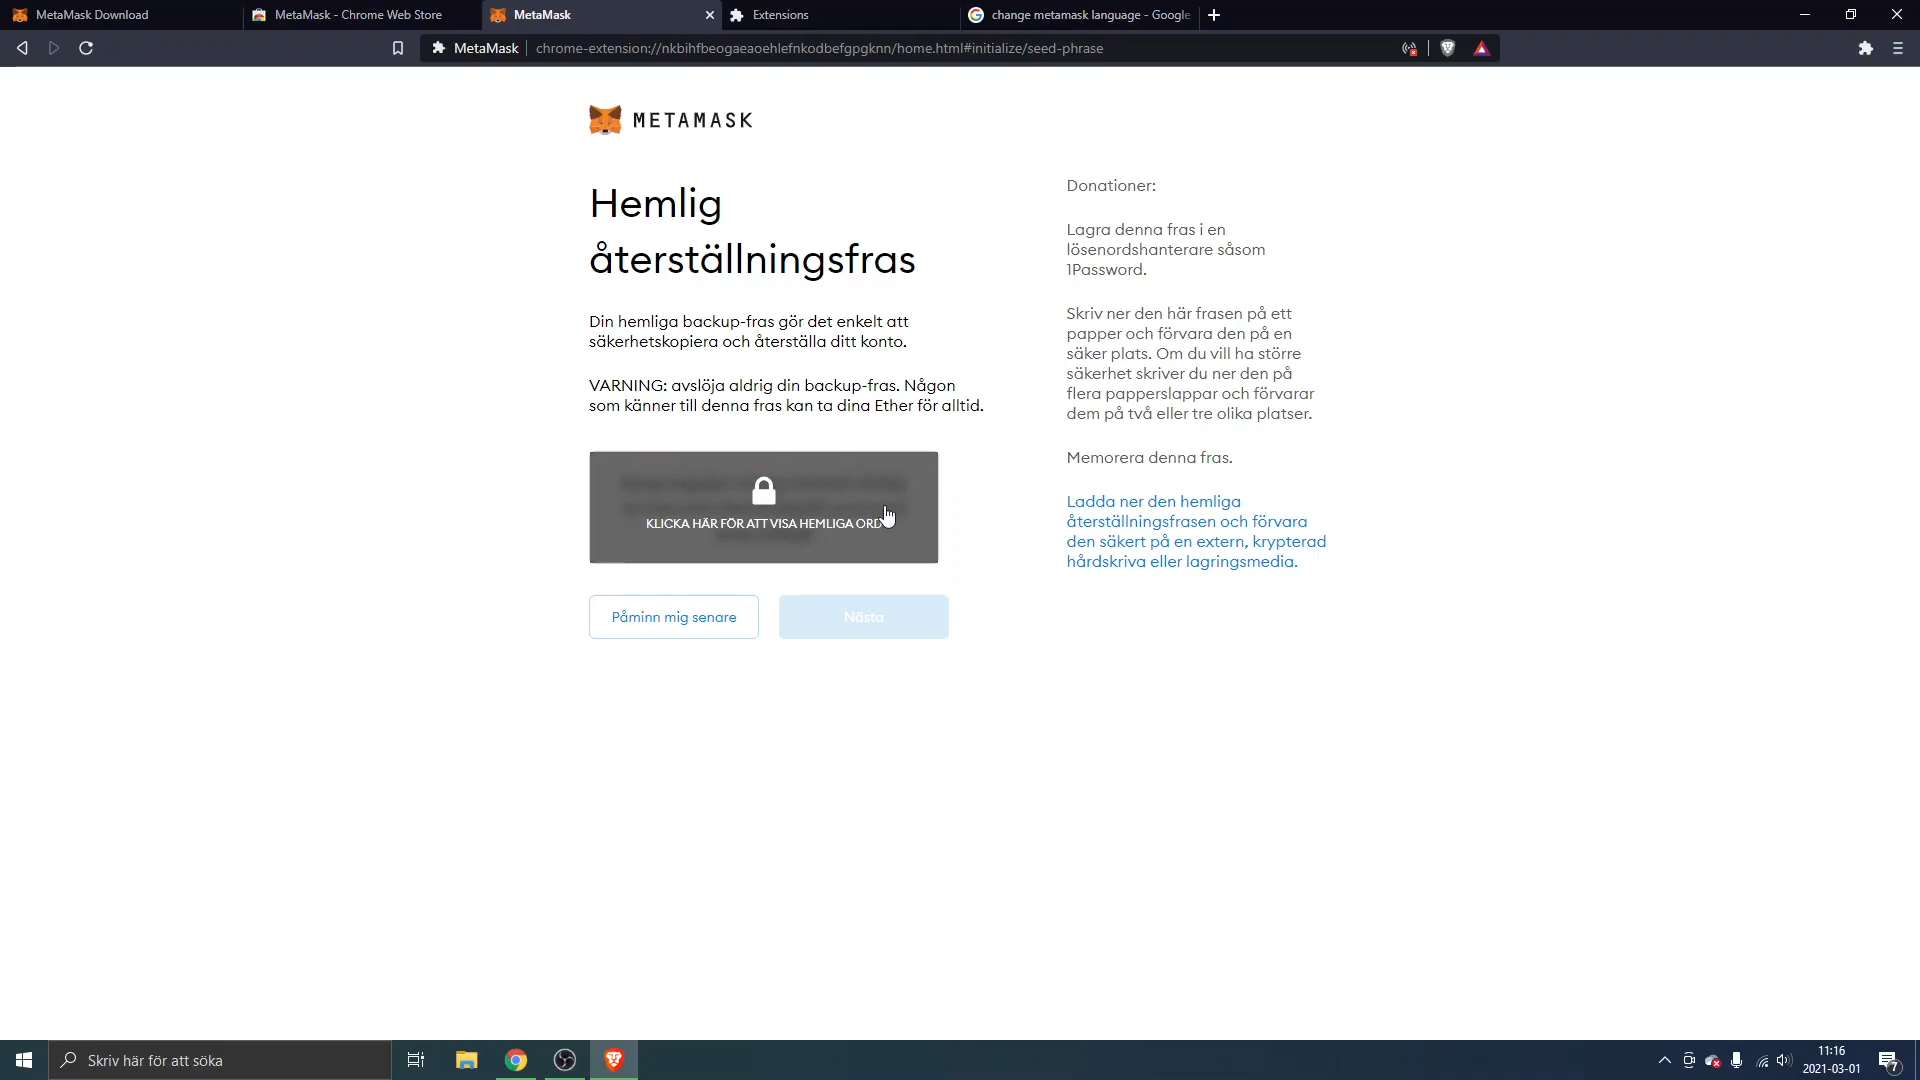 MetaMask Download
MetaMask - Chrome Web Store
MetaMask
Extensions
change metamask language - Google
MetaMask
chrome-extension://nkbihfbeogaeaoehlefnkodbefgpgknn/home.html#initialize/seed-phrase
METAMASK
Hemlig
återställningsfras
Din hemliga backup-fras gör det enkelt att
säkerhetskopiera och återställa ditt konto.
VARNING: avslöja aldrig din backup-fras. Någon
som känner till denna fras kan ta dina Ether för alltid.
KLICKA HÄR FÖR ATT VISA HEMLIGA ORD
Påminn mig senare
Nästa
Donationer:
Lagra denna fras i en
lösenordshanterare såsom
1Password.
Skriv ner den här frasen på ett
papper och förvara den på en
säker plats. Om du vill ha större
säkerhet skriver du ner den på
flera papperslappar och förvarar
dem på två eller tre olika platser.
Memorera denna fras.
Ladda ner den hemliga
återställningsfrasen och förvara
den säkert på en extern, krypterad
hårdskriva eller lagringsmedia.
Skriv här för att söka
11:16
2021-03-01
7